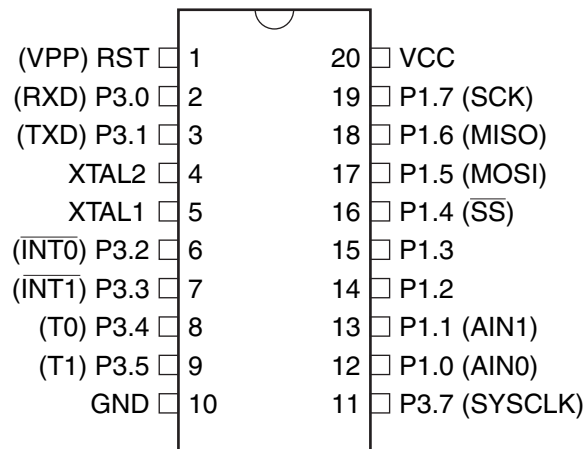 (VPP) RST 1 20 VCC
(RXD) P3.0 2 19 P1.7 (SCK)
(TXD) P3.1 3 18 P1.6 (MISO)
XTAL2 4 17 P1.5 (MOSI)
XTAL1 5 16 P1.4 (S̅S̅)
(I̅N̅T̅0̅) P3.2 6 15 P1.3
(I̅N̅T̅1̅) P3.3 7 14 P1.2
(T0) P3.4 8 13 P1.1 (AIN1)
(T1) P3.5 9 12 P1.0 (AIN0)
GND 10 11 P3.7 (SYSCLK)